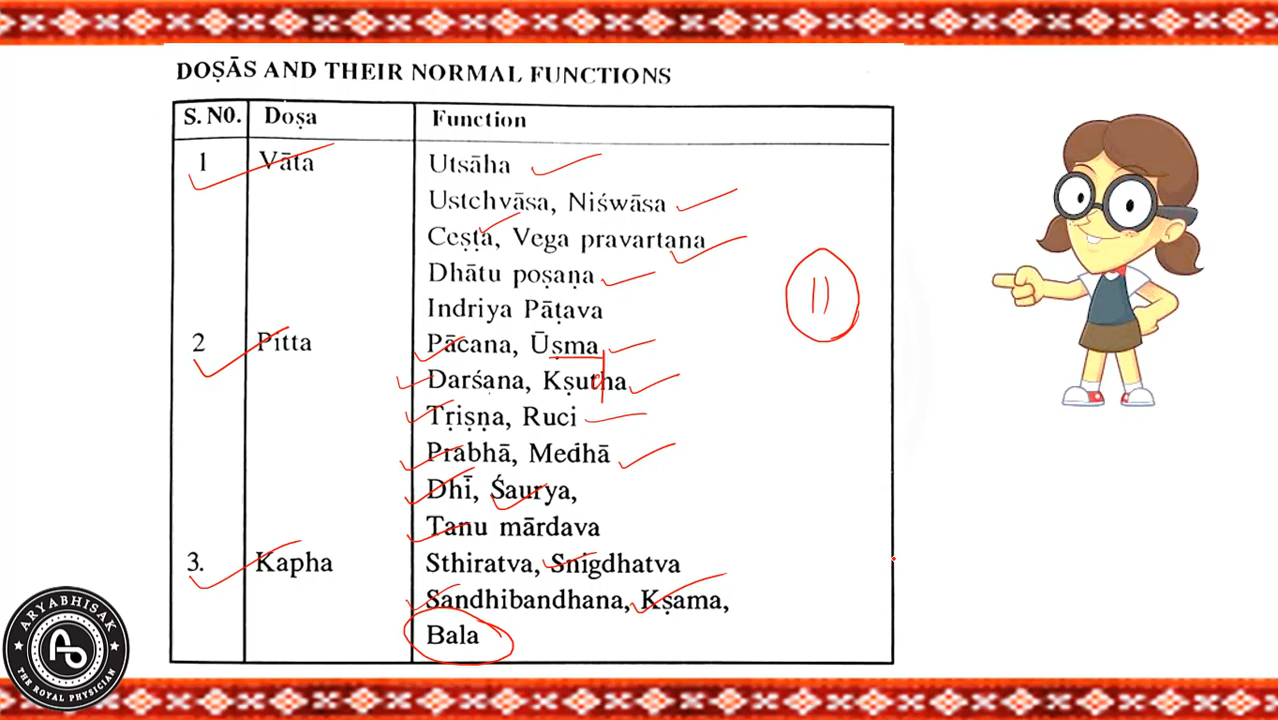 DOṢĀS AND THEIR NORMAL FUNCTIONS
S. N0. Doṣa Function
1 Vāta Utsāha
Ustchvāsa, Niśwāsa
Ceṣṭa, Vega pravartana
Dhātu poṣaṇa
Indriya Pāṭava
11
2 Pitta Pācana, Ūṣma
Darśana, Kṣutha
Tṛiṣṇa, Ruci
Prabhā, Medhā
Dhī, Śaurya,
Tanu mārdava
3. Kapha Sthiratva, Snigdhatva
Sandhibandhana, Kṣama,
Bala
ARYABHISAK
THE ROYAL PHYSICIAN